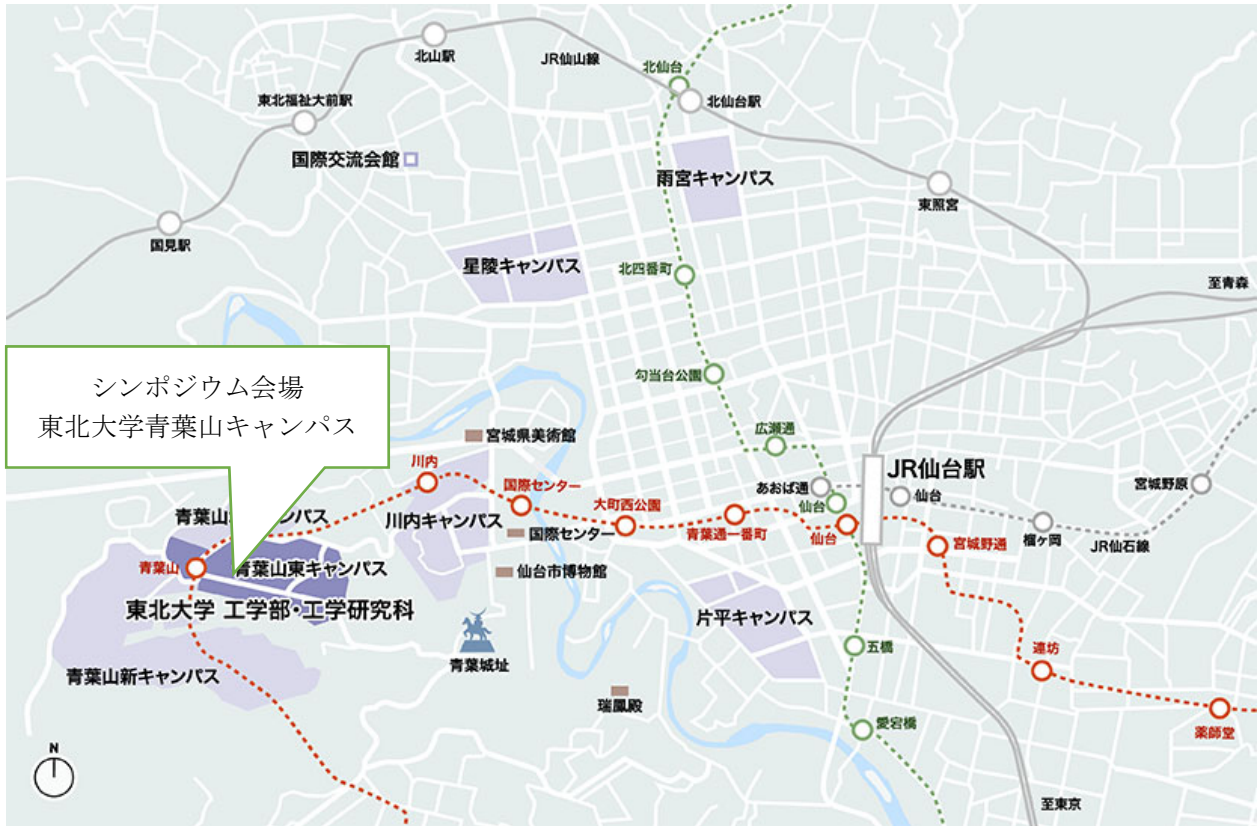 北山駅
JR仙山線
北仙台
北仙台駅
東北福祉大前駅
国際交流会館
雨宮キャンパス
東照宮
国見駅
星陵キャンパス
北四番町
至青森
シンポジウム会場
東北大学青葉山キャンパス
勾当台公園
宮城県美術館
広瀬通
川内
JR仙台駅
国際センター
大町西公園
あおば通
仙台
仙台
宮城野原
青葉山
ンパス
川内キャンパス
国際センター
青葉通一番町
仙台
宮城野通
榴ヶ岡
JR仙石線
青葉山
青葉山東キャンパス
仙台市博物館
東北大学 工学部・工学研究科
片平キャンパス
五橋
連坊
青葉山新キャンパス
青葉城址
瑞鳳殿
愛宕橋
薬師堂
N
至東京